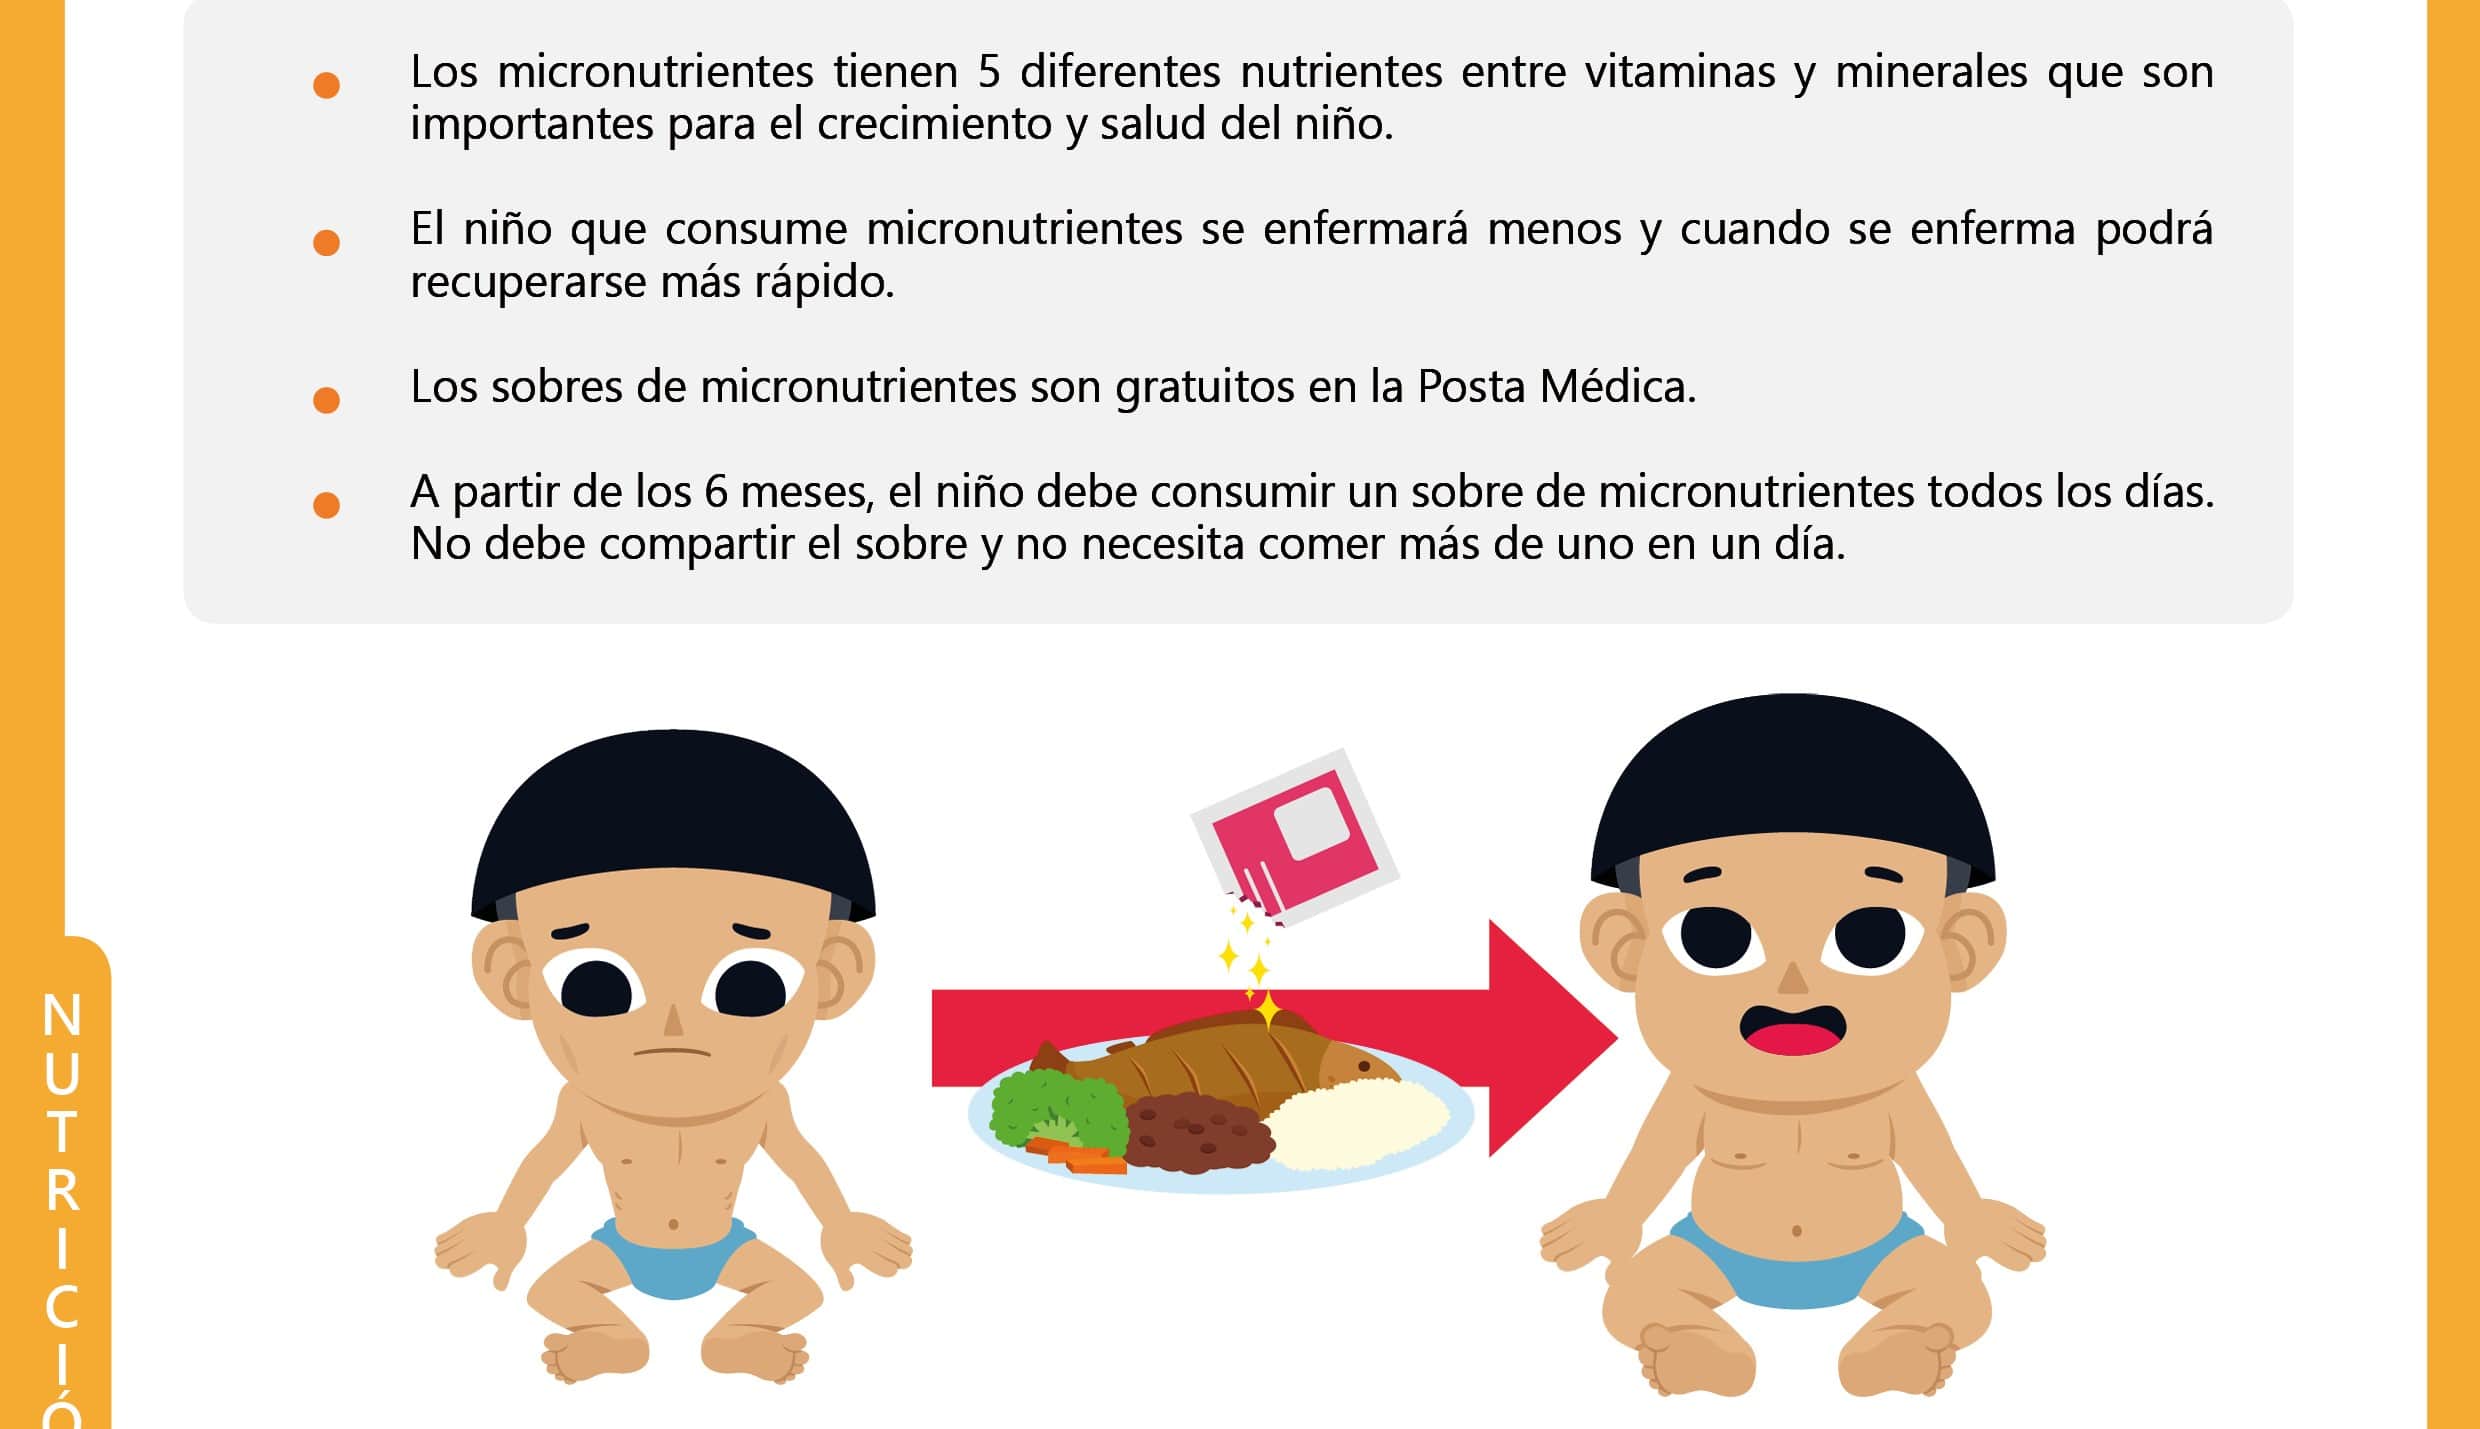 Los micronutrientes tienen 5 diferentes nutrientes entre vitaminas y minerales que son
importantes para el crecimiento y salud del niño.
El niño que consume micronutrientes se enfermará menos y cuando se enferma podrá
recuperarse más rápido.
Los sobres de micronutrientes son gratuitos en la Posta Médica.
A partir de los 6 meses, el niño debe consumir un sobre de micronutrientes todos los días.
No debe compartir el sobre y no necesita comer más de uno en un día.
NUTRICIÓ